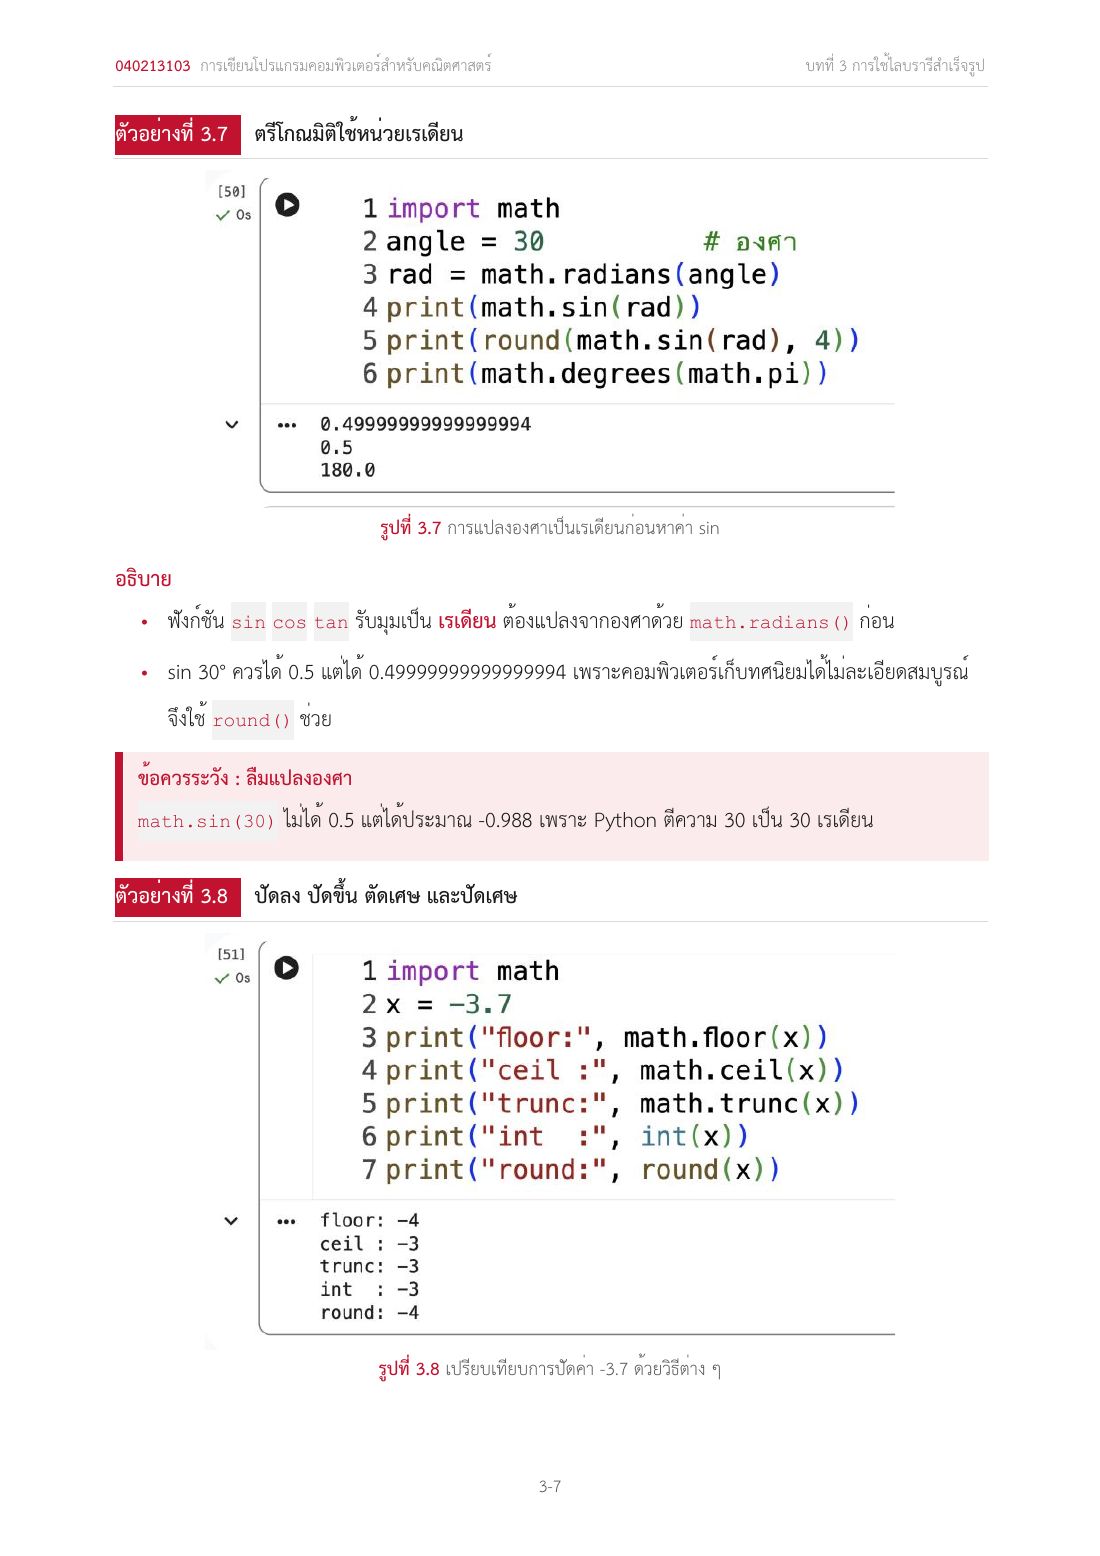 040213103 การเขียนโปรแกรมคอมพิวเตอร์สำหรับคณิตศาสตร์ บทที่ 3 การใช้ไลบรารีสำเร็จรูป
ตัวอย่างที่ 3.7 ตรีโกณมิติใช้หน่วยเรเดียน
[50]
0s
1 import math
2 angle = 30 # องศา
3 rad = math.radians(angle)
4 print(math.sin(rad))
5 print(round(math.sin(rad), 4))
6 print(math.degrees(math.pi))
0.49999999999999994
0.5
180.0
รูปที่ 3.7 การแปลงองศาเป็นเรเดียนก่อนหาค่า sin
อธิบาย
• ฟังก์ชัน sin cos tan รับมุมเป็น เรเดียน ต้องแปลงจากองศาด้วย math.radians() ก่อน
• sin 30° ควรได้ 0.5 แต่ได้ 0.49999999999999994 เพราะคอมพิวเตอร์เก็บทศนิยมได้ไม่ละเอียดสมบูรณ์
จึงใช้ round() ช่วย
ข้อควรระวัง : ลืมแปลงองศา
math.sin(30) ไม่ได้ 0.5 แต่ได้ประมาณ -0.988 เพราะ Python ตีความ 30 เป็น 30 เรเดียน
ตัวอย่างที่ 3.8 ปัดลง ปัดขึ้น ตัดเศษ และปัดเศษ
[51]
0s
1 import math
2 x = -3.7
3 print("floor:", math.floor(x))
4 print("ceil :", math.ceil(x))
5 print("trunc:", math.trunc(x))
6 print("int  :", int(x))
7 print("round:", round(x))
floor: -4
ceil : -3
trunc: -3
int  : -3
round: -4
รูปที่ 3.8 เปรียบเทียบการปัดค่า -3.7 ด้วยวิธีต่าง ๆ
3-7